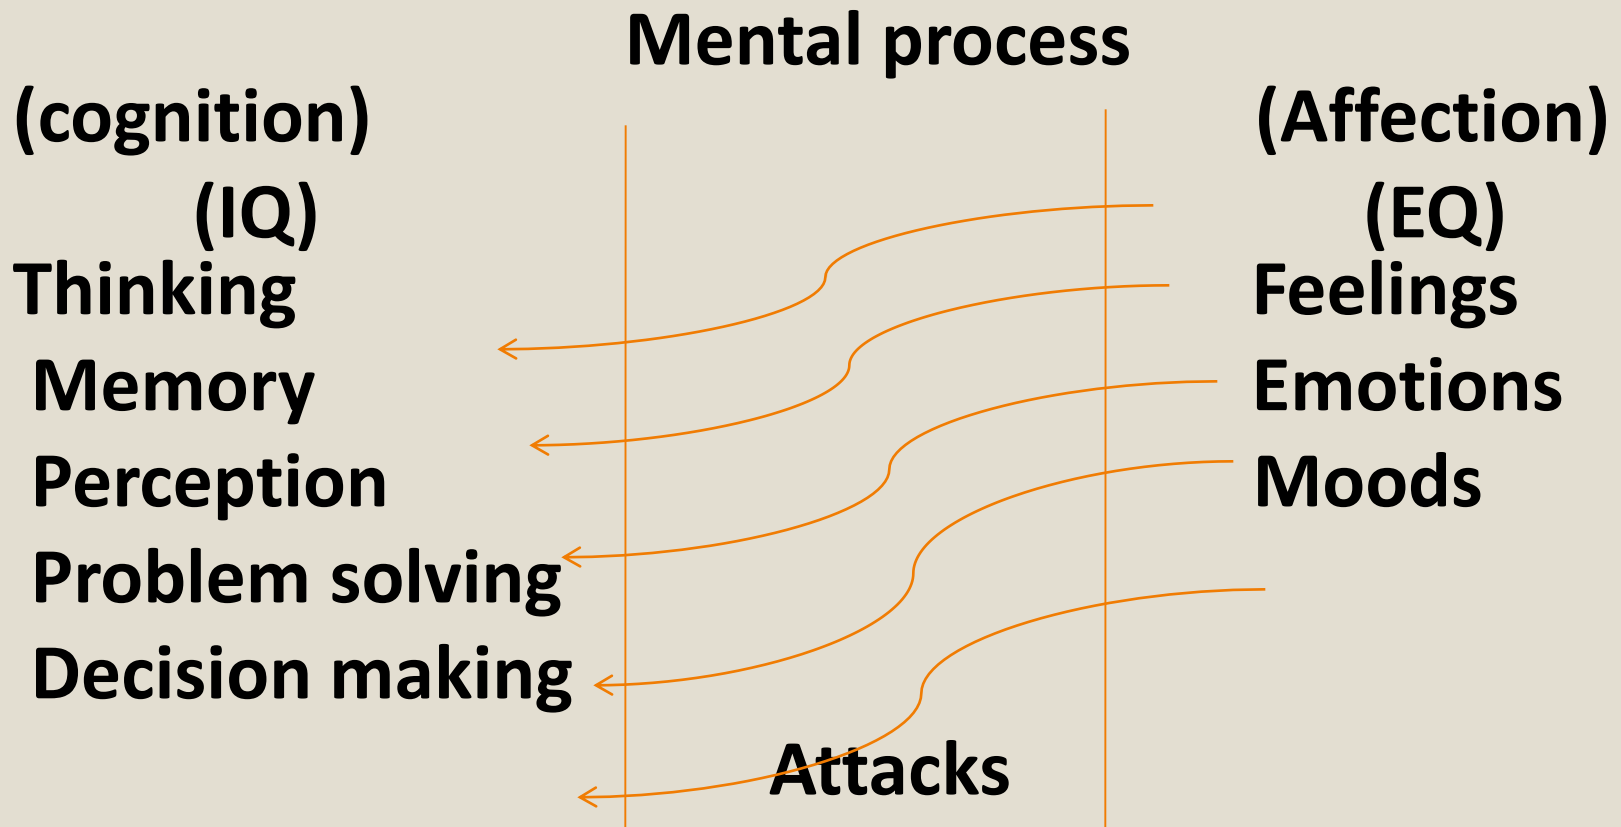 Mental process
(cognition)
(Affection)
(IQ)
(EQ)
Thinking
Feelings
Memory
Emotions
Perception
Moods
Problem solving
Decision making
Attacks